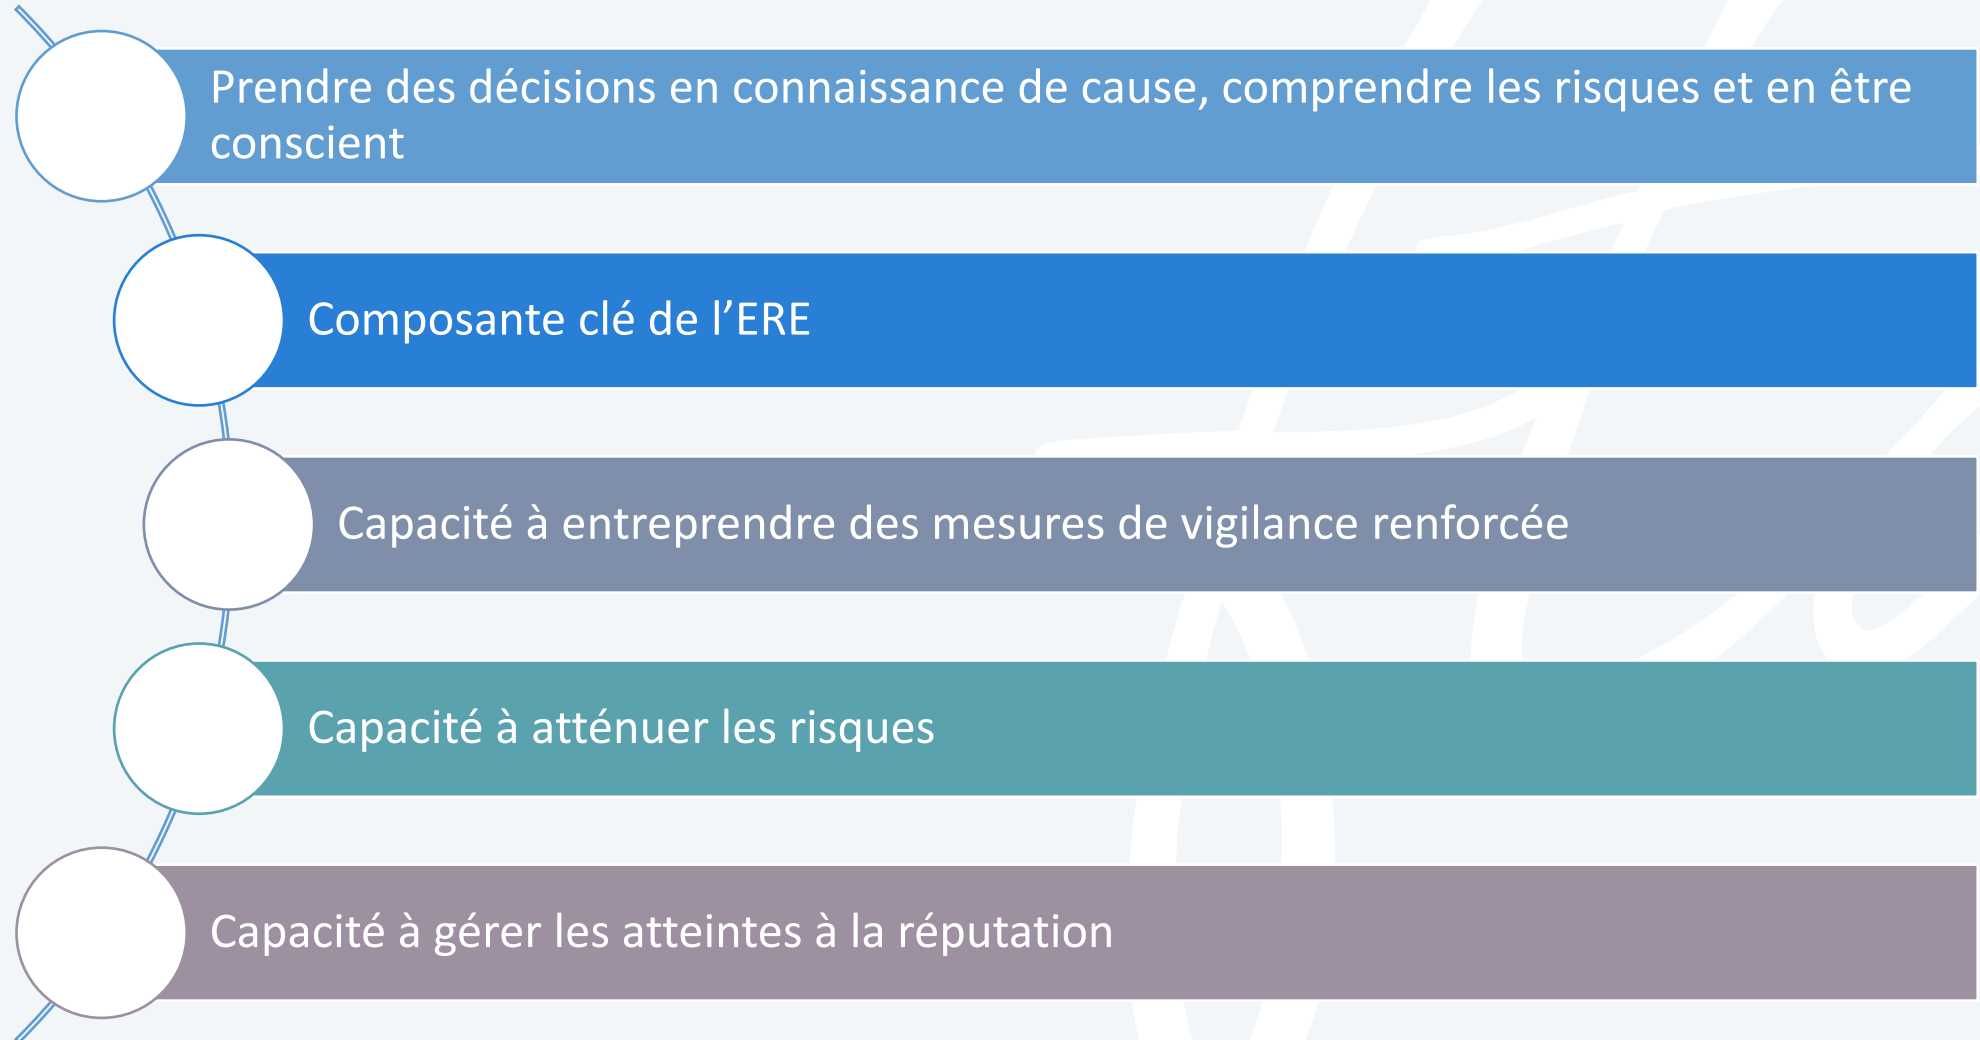 Prendre des décisions en connaissance de cause, comprendre les risques et en être
conscient
Composante clé de l’ERE
Capacité à entreprendre des mesures de vigilance renforcée
Capacité à atténuer les risques
Capacité à gérer les atteintes à la réputation